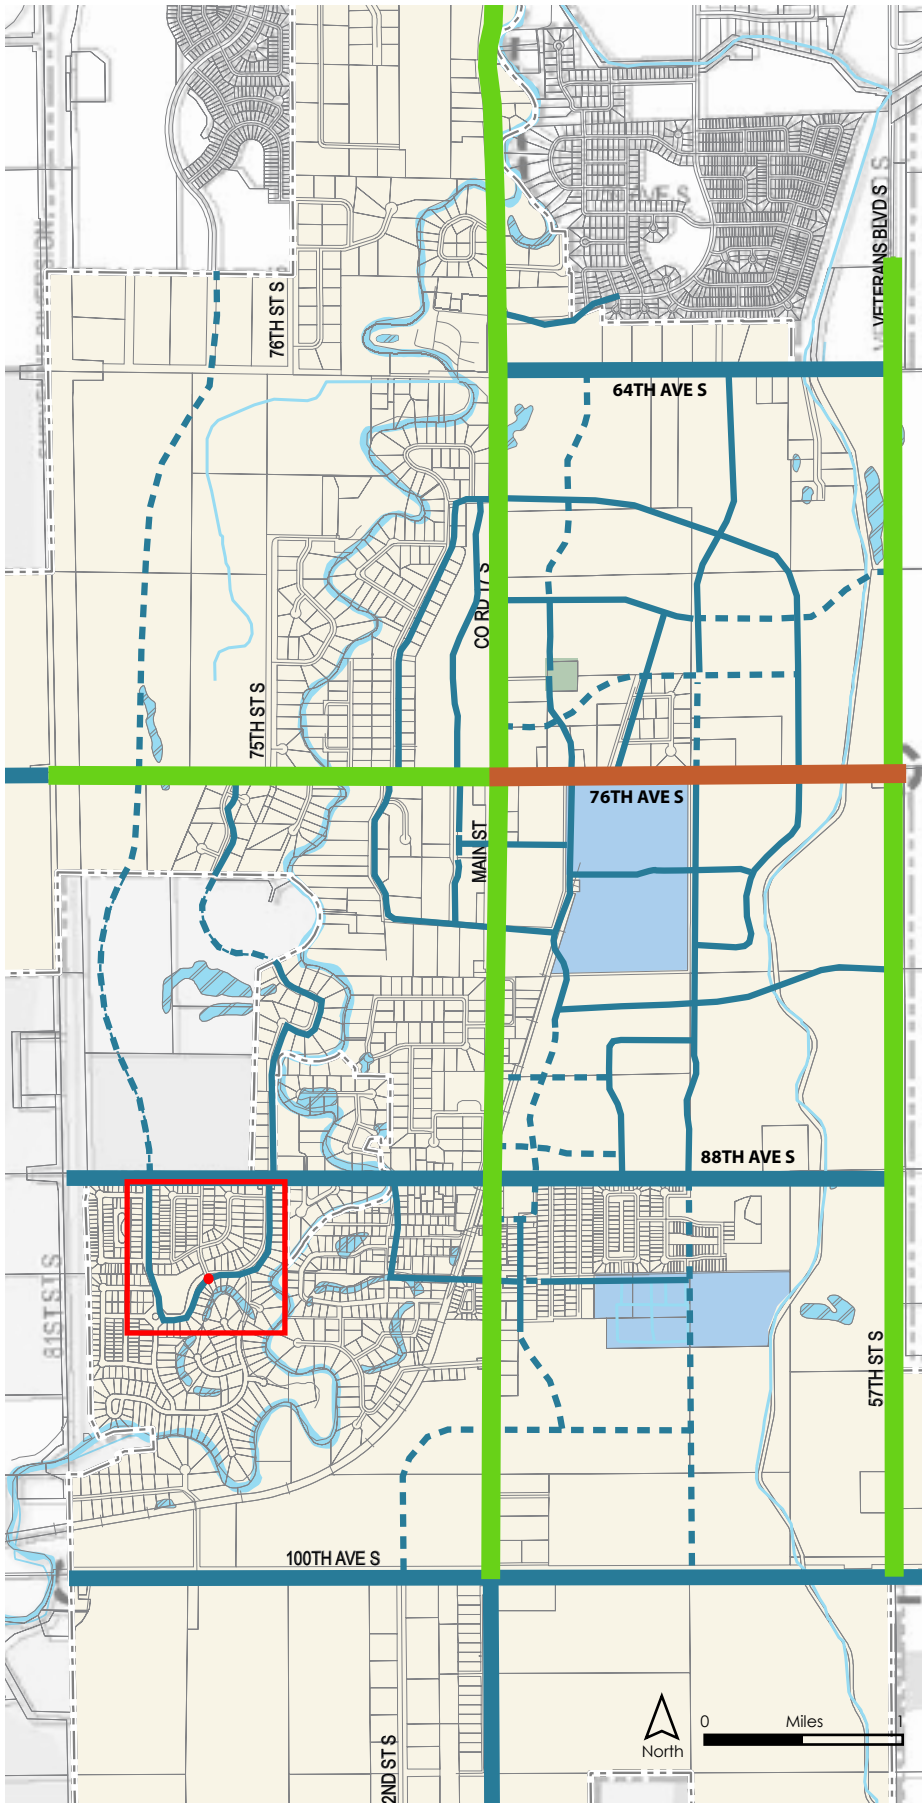 VETERANS BLVD S
76TH ST S
64TH AVE S
CO RD 17 S
75TH ST S
76TH AVE S
MAIN ST
88TH AVE S
81ST ST S
57TH ST S
100TH AVE S
2ND ST S
North
0 Miles 1